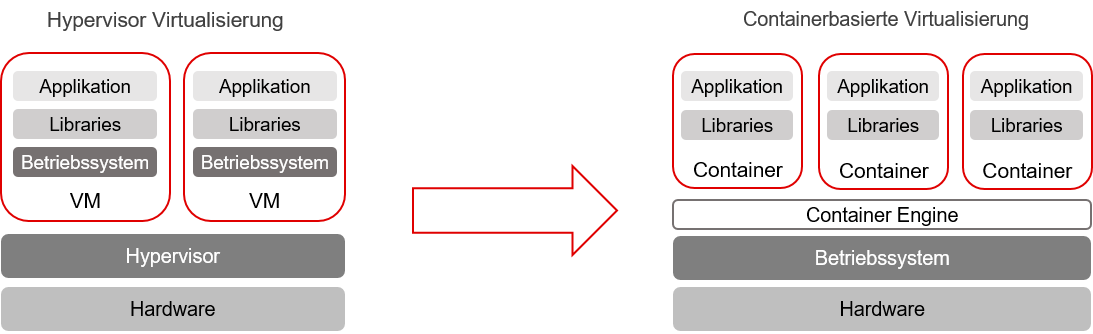 Hypervisor Virtualisierung
Applikation
Libraries
Betriebssystem
VM
Applikation
Libraries
Betriebssystem
VM
Hypervisor
Hardware
Containerbasierte Virtualisierung
Applikation
Libraries
Container
Applikation
Libraries
Container
Applikation
Libraries
Container
Container Engine
Betriebssystem
Hardware